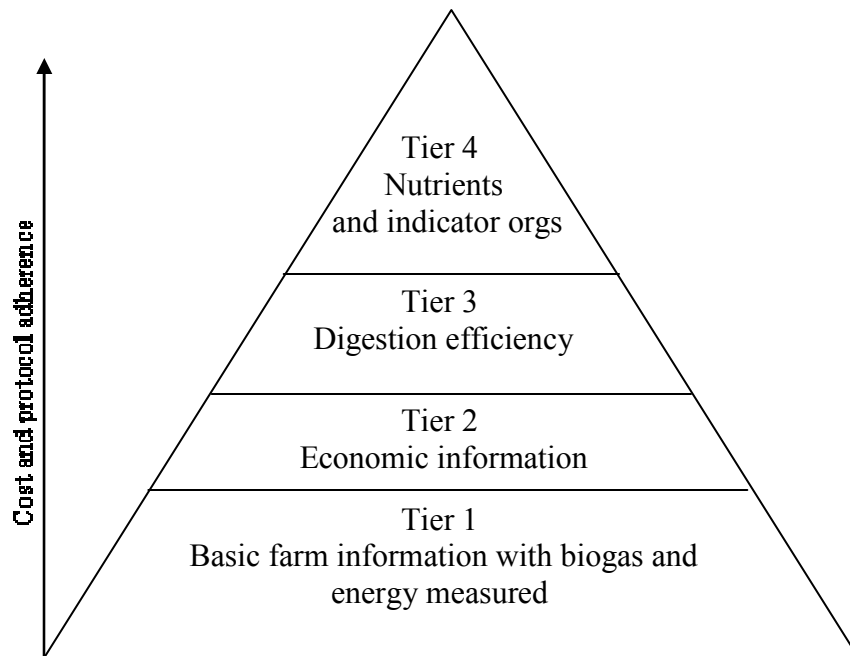 Tier 4
Nutrients
and indicator orgs
Tier 3
Digestion efficiency
Tier 2
Economic information
Tier 1
Basic farm information with biogas and
energy measured
Cost and protocol adherence